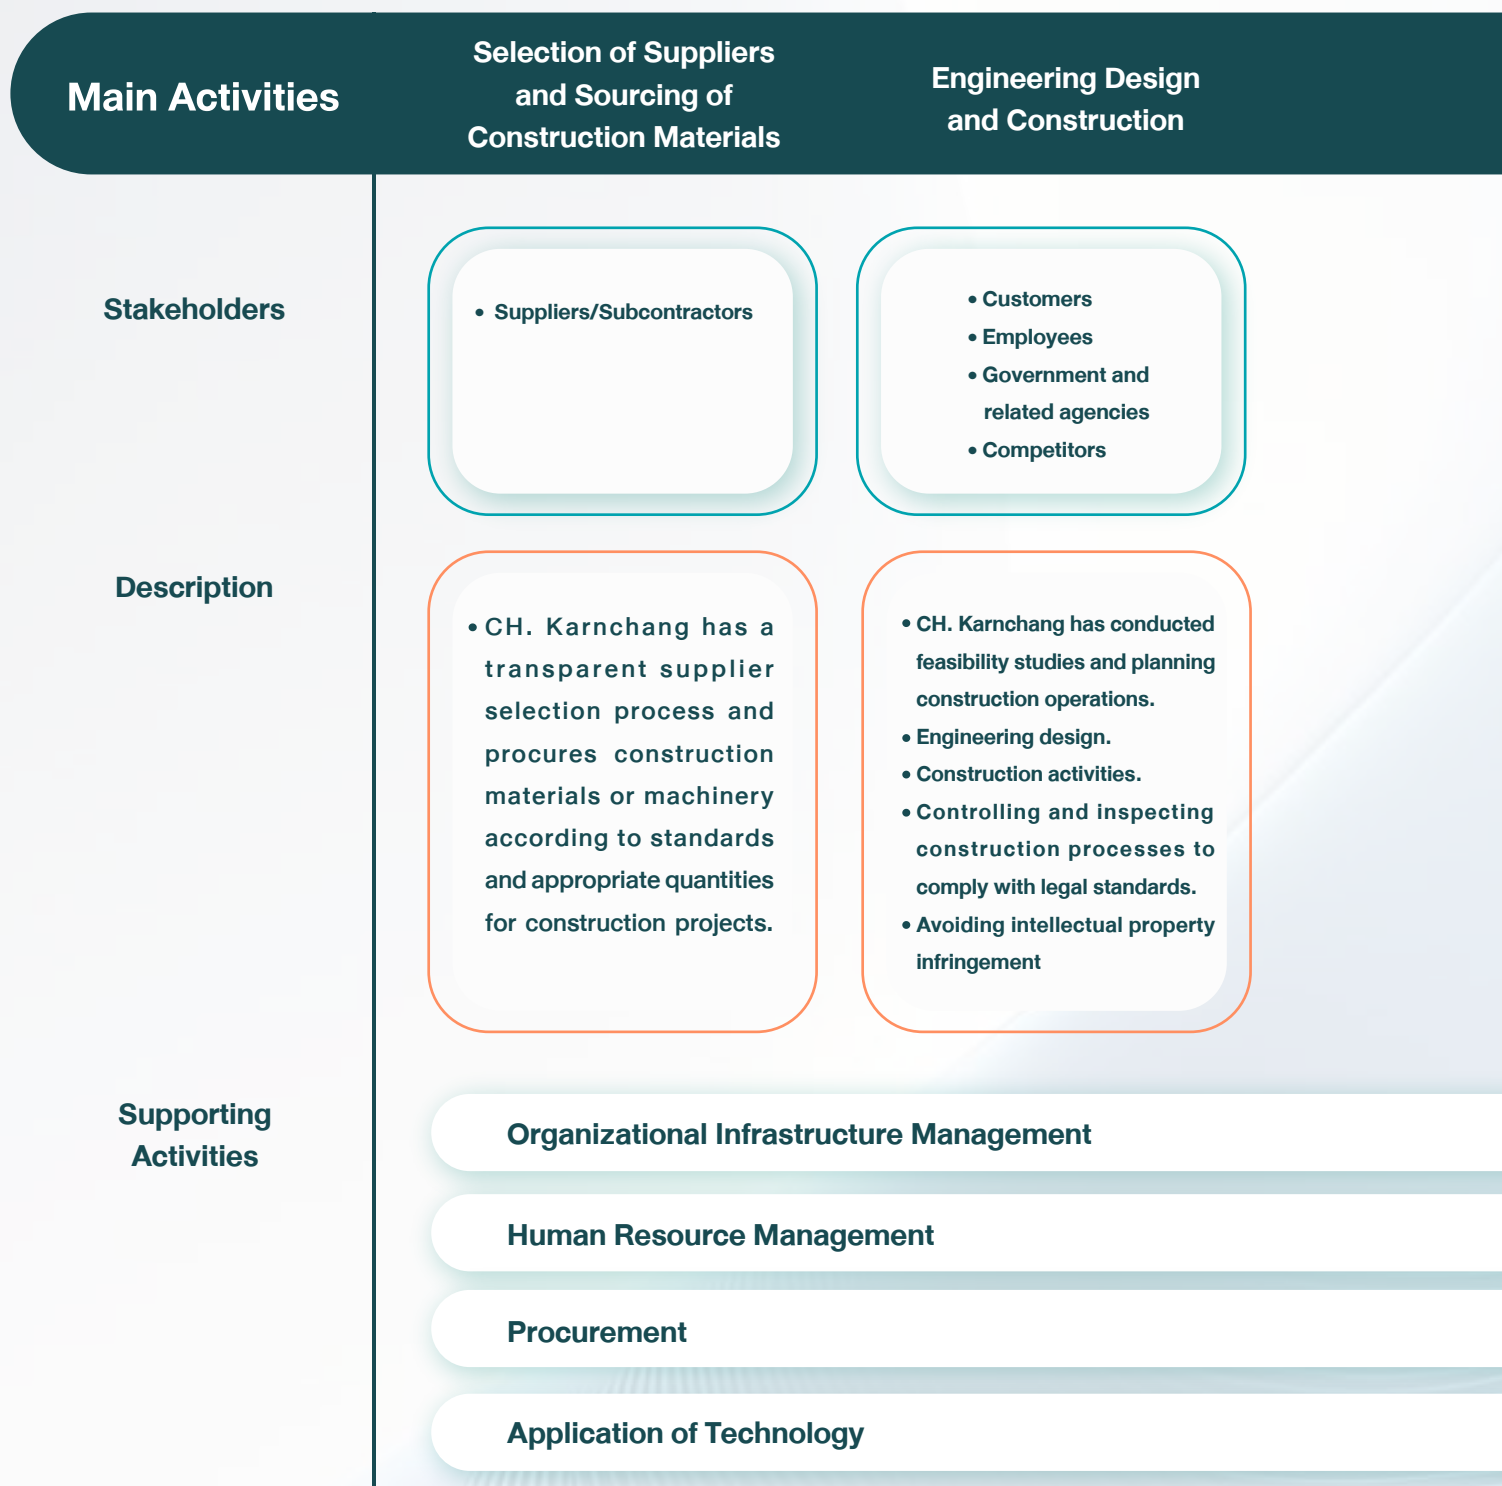 Main Activities
Selection of Suppliers
and Sourcing of
Construction Materials
Engineering Design
and Construction
Stakeholders
• Suppliers/Subcontractors
• Customers
• Employees
• Government and
related agencies
• Competitors
Description
• CH. Karnchang has a
transparent supplier
selection process and
procures construction
materials or machinery
according to standards
and appropriate quantities
for construction projects.
• CH. Karnchang has conducted
feasibility studies and planning
construction operations.
• Engineering design.
• Construction activities.
• Controlling and inspecting
construction processes to
comply with legal standards.
• Avoiding intellectual property
infringement
Supporting
Activities
Organizational Infrastructure Management
Human Resource Management
Procurement
Application of Technology